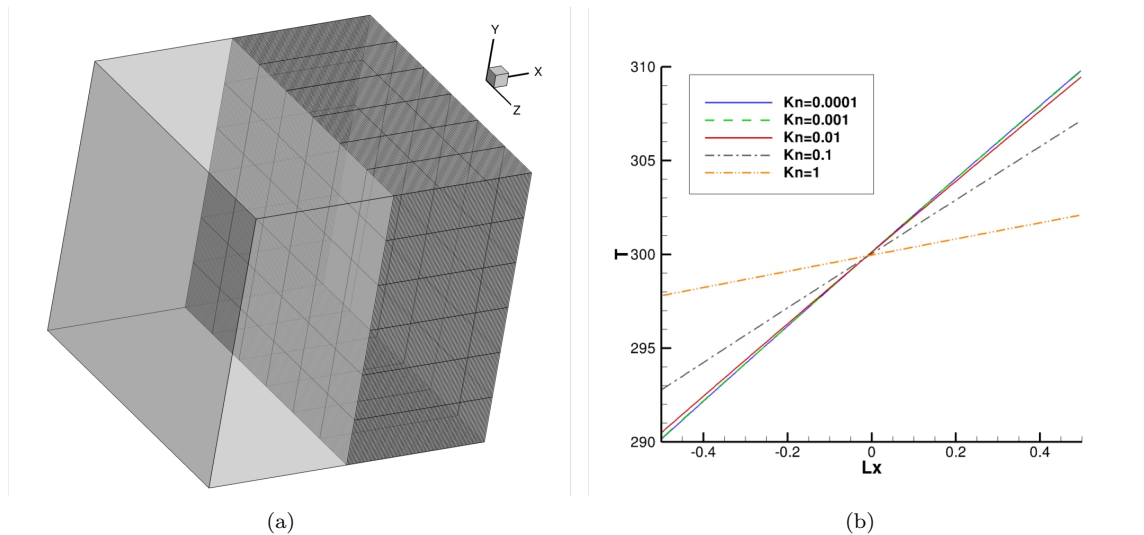 Y
X
Z
(a)
310
305
T 300
295
290
-0.4 -0.2 0 0.2 0.4
Lx
Kn=0.0001
Kn=0.001
Kn=0.01
Kn=0.1
Kn=1
(b)